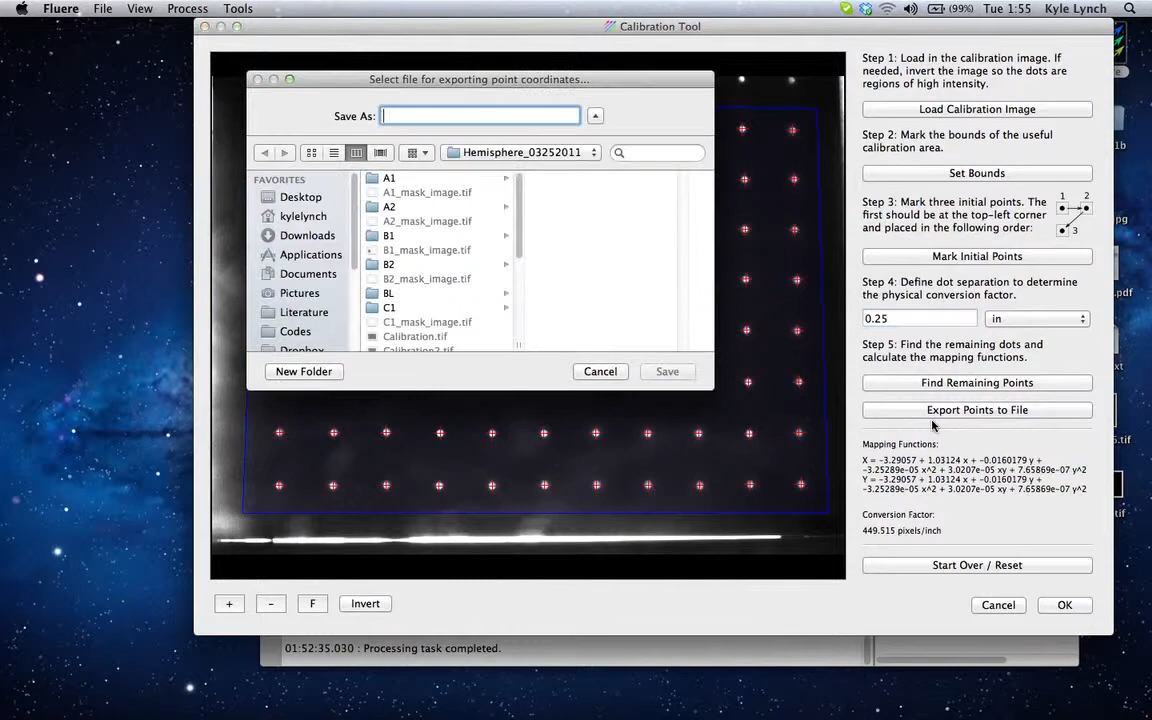 Fluere File View Process Tools (99%) Tue 1:55 Kyle Lynch
Calibration Tool
Select file for exporting point coordinates...
Save As:
Hemisphere_03252011
FAVORITES
Desktop
kylelynch
Downloads
Applications
Documents
Pictures
Literature
Codes
Dropbox
A1
A1_mask_image.tif
A2
A2_mask_image.tif
B1
B1_mask_image.tif
B2
B2_mask_image.tif
BL
C1
C1_mask_image.tif
Calibration.tif
Calibration2.tif
New Folder Cancel Save
Step 1: Load in the calibration image. If
needed, invert the image so the dots are
regions of high intensity.
Load Calibration Image
Step 2: Mark the bounds of the useful
calibration area.
Set Bounds
Step 3: Mark three initial points. The
first should be at the top-left corner
and placed in the following order:
1 2
3
Mark Initial Points
Step 4: Define dot separation to determine
the physical conversion factor.
0.25 in
Step 5: Find the remaining dots and
calculate the mapping functions.
Find Remaining Points
Export Points to File
Mapping Functions:
X = -3.29057 + 1.03124 x + -0.0160179 y +
-3.25289e-05 x^2 + 3.0207e-05 xy + 7.65869e-07 y^2
Y = -3.29057 + 1.03124 x + -0.0160179 y +
-3.25289e-05 x^2 + 3.0207e-05 xy + 7.65869e-07 y^2
Conversion Factor:
449.515 pixels/inch
Start Over / Reset
Cancel OK
+ - F Invert
01:52:35.030 : Processing task completed.
1b
jpg
.pdf
txt
5.tif
.tif